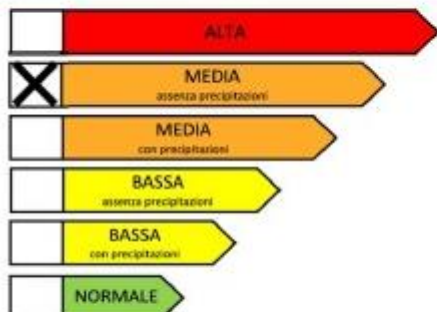 ALTA
MEDIA
assenza precipitazioni
MEDIA
con precipitazioni
BASSA
assenza precipitazioni
BASSA
con precipitazioni
NORMALE